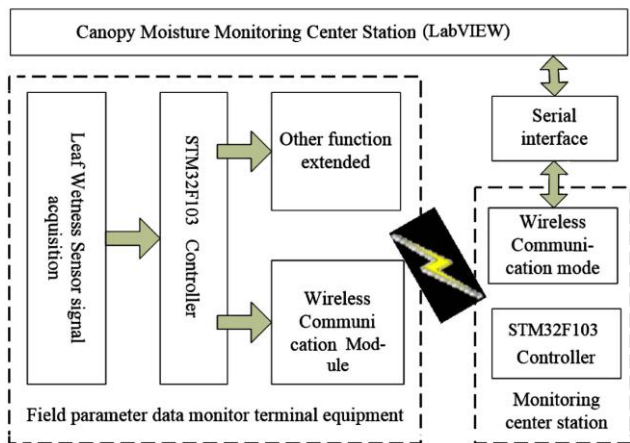 Canopy Moisture Monitoring Center Station (LabVIEW)
Leaf Wetness Sensor signal
acquisition
STM32F103 Controller
Other function
extended
Wireless
Communi
cation Mod-
ule
Field parameter data monitor terminal equipment
Serial
interface
Wireless
Communi-
cation mode
STM32F103
Controller
Monitoring
center station